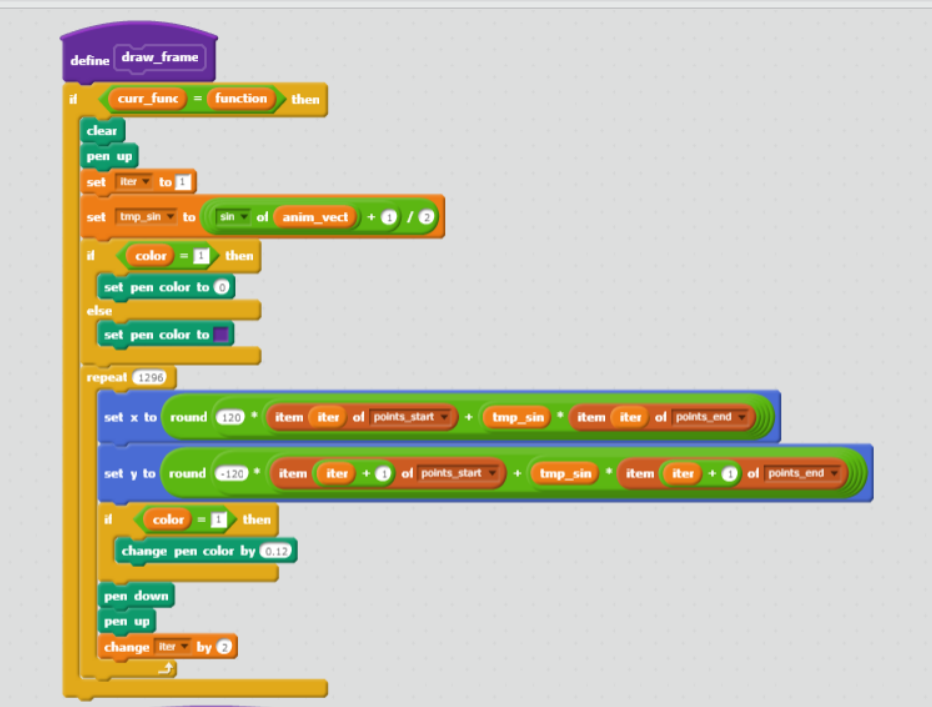 define draw_frame
if curr_func = function then
clear
pen up
set iter to 1
set tmp_sin to sin of anim_vect + 1 / 2
if color = 1 then
set pen color to 0
else
set pen color to
repeat 1296
set x to round 120 * item iter of points_start + tmp_sin * item iter of points_end
set y to round -120 * item iter + 1 of points_start + tmp_sin * item iter + 1 of points_end
if color = 1 then
change pen color by 0.12
pen down
pen up
change iter by 2